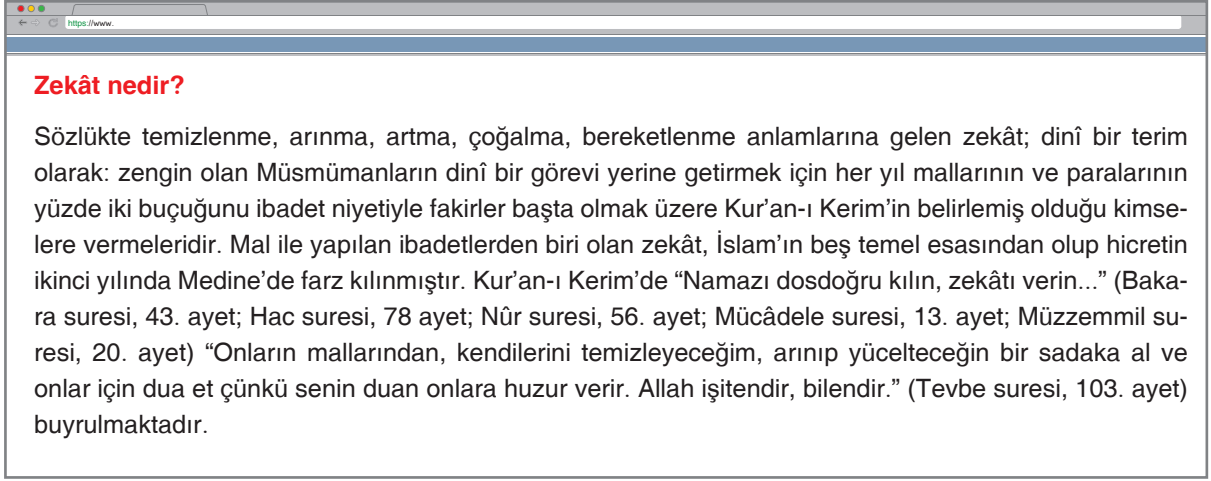 https://www.
Zekât nedir?
Sözlükte temizlenme, arınma, artma, çoğalma, bereketlenme anlamlarına gelen zekât; dinî bir terim
olarak: zengin olan Müsmümanların dinî bir görevi yerine getirmek için her yıl mallarının ve paralarının
yüzde iki buçuğunu ibadet niyetiyle fakirler başta olmak üzere Kur’an-ı Kerim’in belirlemiş olduğu kimse-
lere vermeleridir. Mal ile yapılan ibadetlerden biri olan zekât, İslam’ın beş temel esasından olup hicretin
ikinci yılında Medine’de farz kılınmıştır. Kur’an-ı Kerim’de “Namazı dosdoğru kılın, zekâtı verin...” (Baka-
ra suresi, 43. ayet; Hac suresi, 78 ayet; Nûr suresi, 56. ayet; Mücâdele suresi, 13. ayet; Müzzemmil su-
resi, 20. ayet) “Onların mallarından, kendilerini temizleyeceğim, arınıp yücelteceğin bir sadaka al ve
onlar için dua et çünkü senin duan onlara huzur verir. Allah işitendir, bilendir.” (Tevbe suresi, 103. ayet)
buyrulmaktadır.